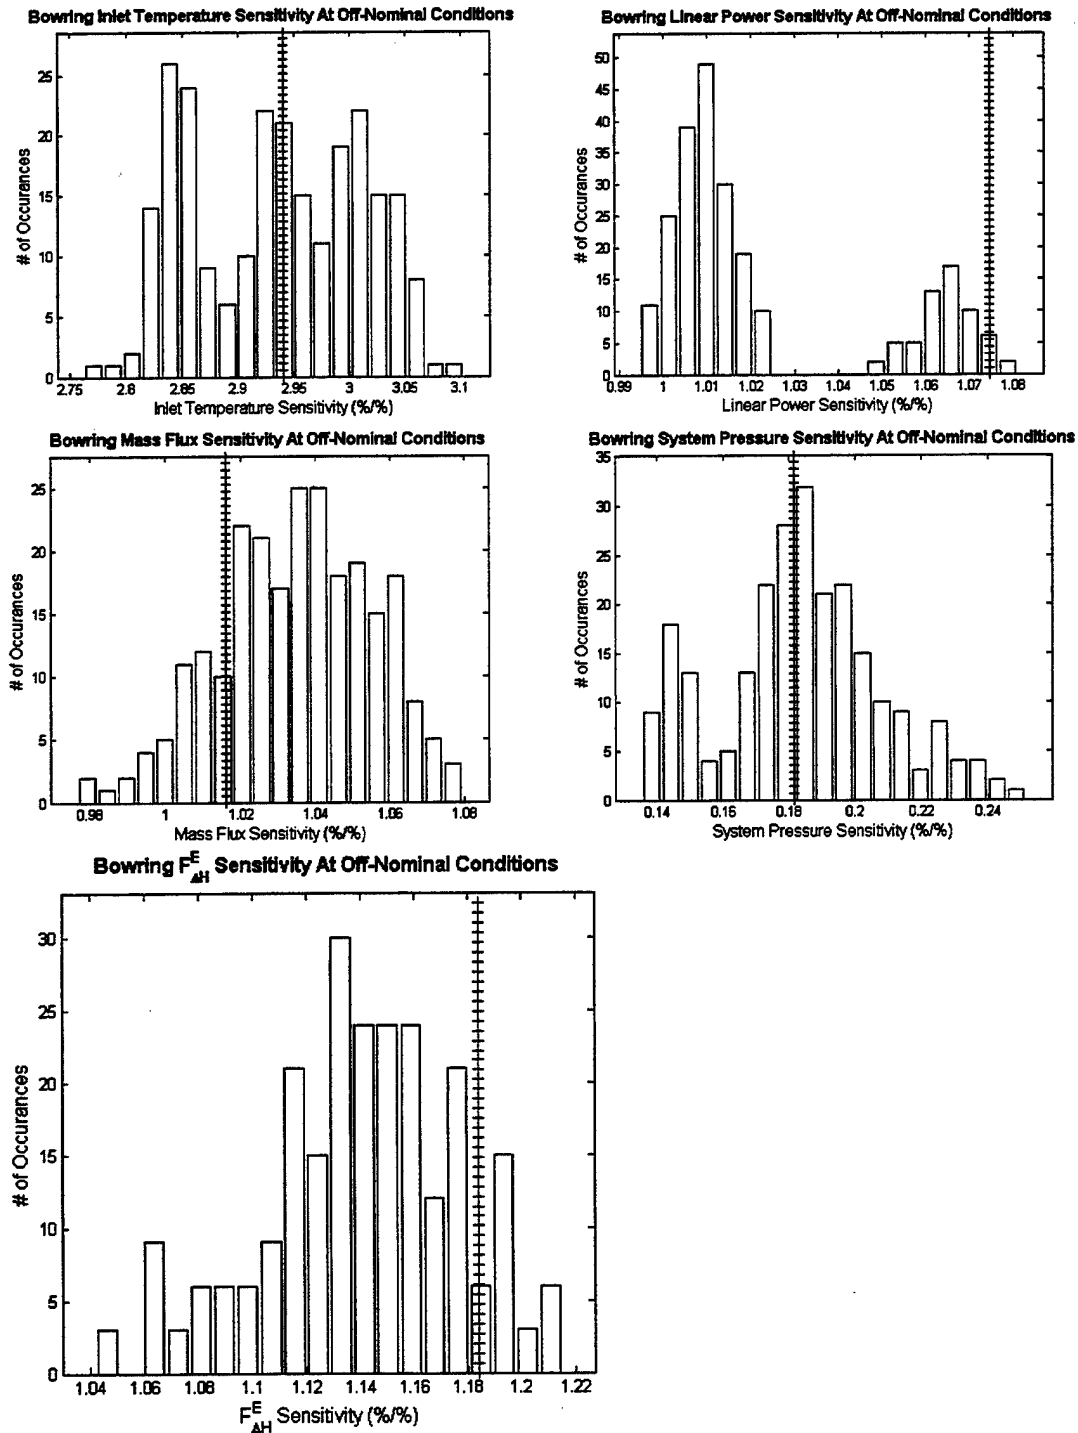 Bowring Inlet Temperature Sensitivity At Off-Nominal Conditions
# of Occurances
25
20
15
10
5
0
2.75 2.8 2.85 2.9 2.95 3 3.05 3.1
Inlet Temperature Sensitivity (%/%)
Bowring Linear Power Sensitivity At Off-Nominal Conditions
# of Occurances
50
45
40
35
30
25
20
15
10
5
0
0.99 1 1.01 1.02 1.03 1.04 1.05 1.06 1.07 1.08
Linear Power Sensitivity (%/%)
Bowring Mass Flux Sensitivity At Off-Nominal Conditions
# of Occurances
25
20
15
10
5
0
0.98 1 1.02 1.04 1.06 1.08
Mass Flux Sensitivity (%/%)
Bowring System Pressure Sensitivity At Off-Nominal Conditions
# of Occurances
35
30
25
20
15
10
5
0
0.14 0.16 0.18 0.2 0.22 0.24
System Pressure Sensitivity (%/%)
Bowring F^E_ΔH Sensitivity At Off-Nominal Conditions
# of Occurances
30
25
20
15
10
5
0
1.04 1.06 1.08 1.1 1.12 1.14 1.16 1.18 1.2 1.22
F^E_ΔH Sensitivity (%/%)